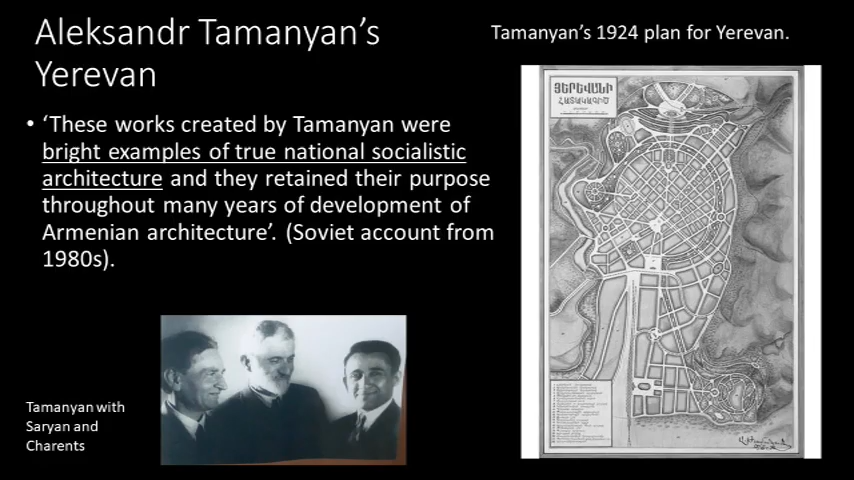 Aleksandr Tamanyan’s
Yerevan
Tamanyan’s 1924 plan for Yerevan.
• ‘These works created by Tamanyan were
bright examples of true national socialistic
architecture and they retained their purpose
throughout many years of development of
Armenian architecture’. (Soviet account from
1980s).
ՅԵՐԵՎԱՆԻ
ՀԱՏԱԿԱԳԻԾ
Tamanyan with
Saryan and
Charents